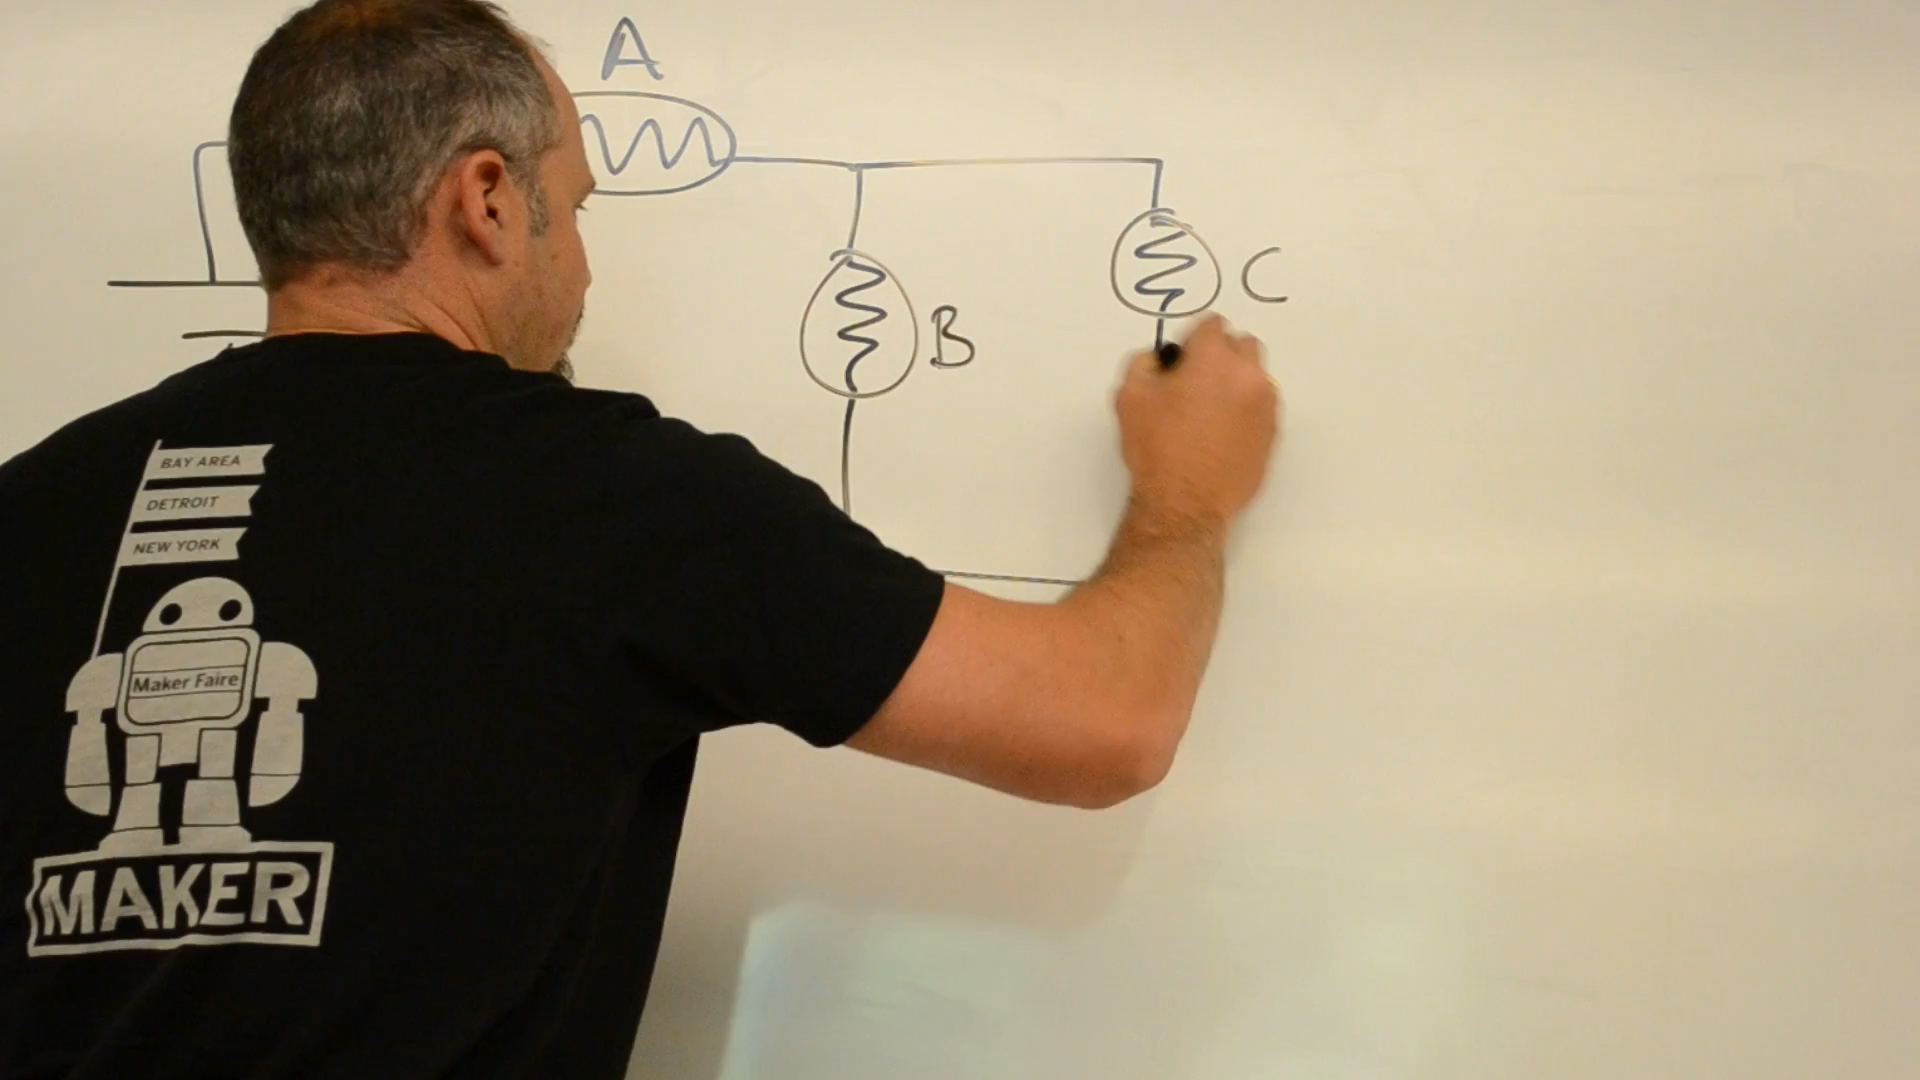 A
B
C
BAY AREA
DETROIT
NEW YORK
Maker Faire
MAKER